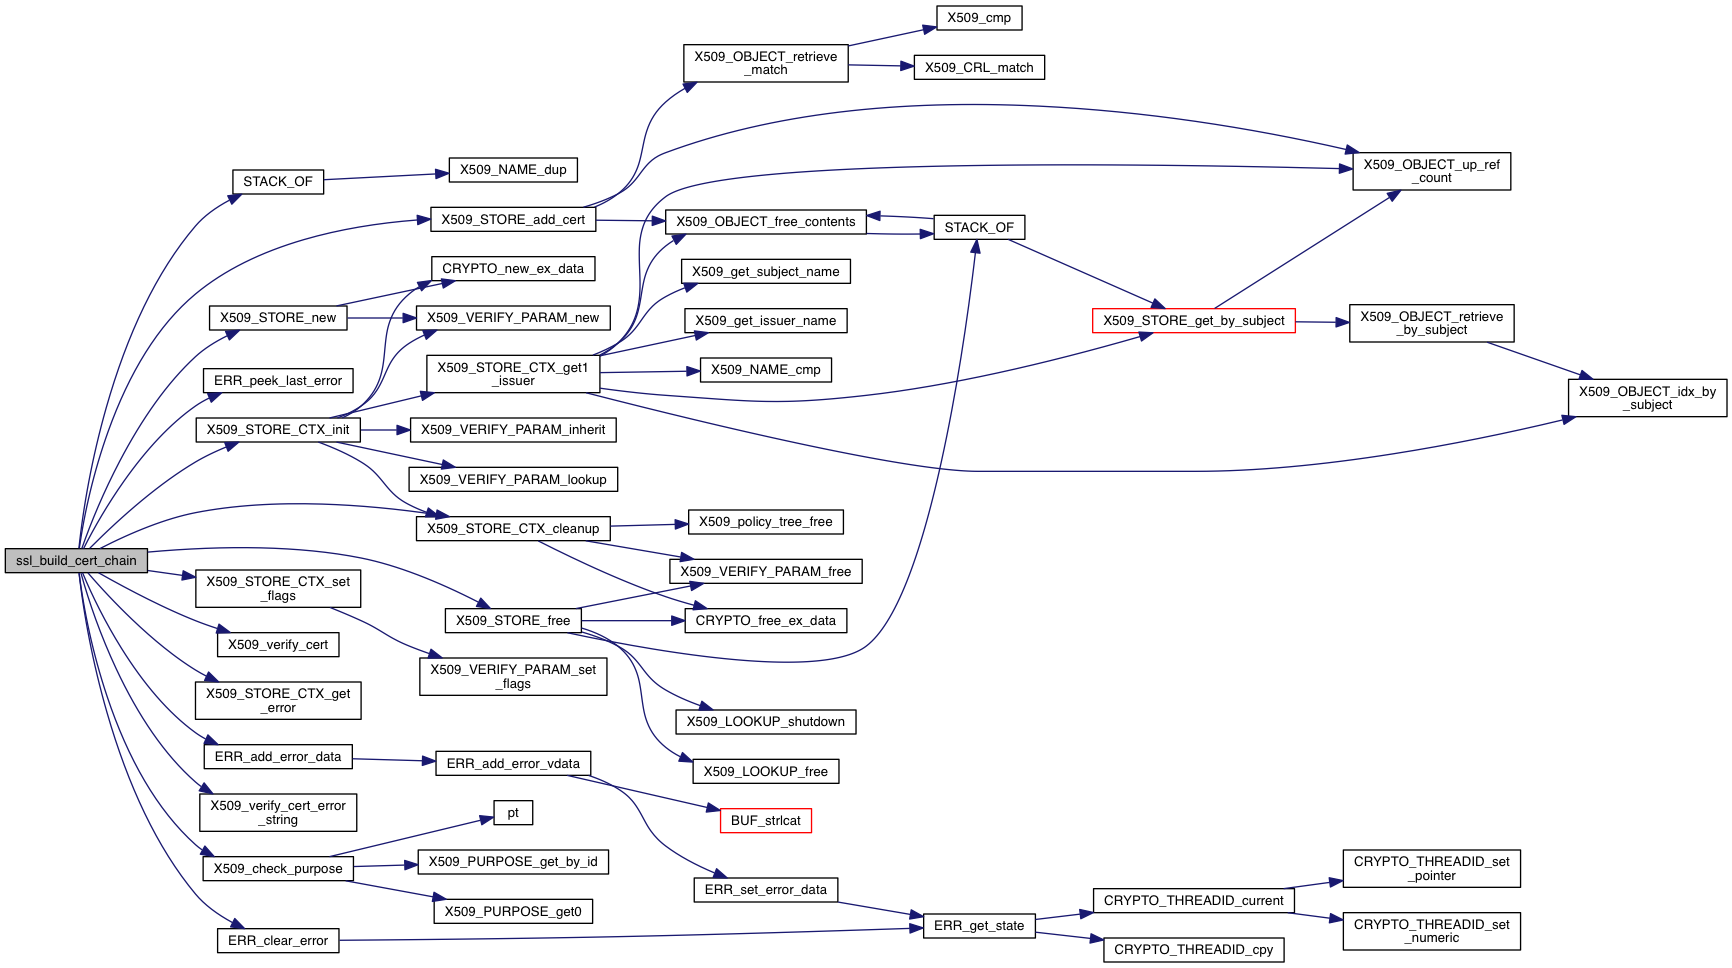 X509_cmp
X509_OBJECT_retrieve
_match
X509_CRL_match
X509_NAME_dup
STACK_OF
X509_OBJECT_up_ref
_count
X509_STORE_add_cert
X509_OBJECT_free_contents
STACK_OF
CRYPTO_new_ex_data
X509_get_subject_name
X509_STORE_new
X509_VERIFY_PARAM_new
X509_get_issuer_name
X509_STORE_get_by_subject
X509_OBJECT_retrieve
_by_subject
ERR_peek_last_error
X509_STORE_CTX_get1
_issuer
X509_NAME_cmp
X509_OBJECT_idx_by
_subject
X509_STORE_CTX_init
X509_VERIFY_PARAM_inherit
X509_VERIFY_PARAM_lookup
X509_STORE_CTX_cleanup
X509_policy_tree_free
ssl_build_cert_chain
X509_VERIFY_PARAM_free
X509_STORE_CTX_set
_flags
X509_STORE_free
CRYPTO_free_ex_data
X509_verify_cert
X509_VERIFY_PARAM_set
_flags
X509_STORE_CTX_get
_error
X509_LOOKUP_shutdown
ERR_add_error_data
ERR_add_error_vdata
X509_LOOKUP_free
X509_verify_cert_error
_string
pt
BUF_strlcat
X509_check_purpose
X509_PURPOSE_get_by_id
CRYPTO_THREADID_set
_pointer
ERR_set_error_data
CRYPTO_THREADID_current
X509_PURPOSE_get0
ERR_get_state
CRYPTO_THREADID_set
_numeric
ERR_clear_error
CRYPTO_THREADID_cpy